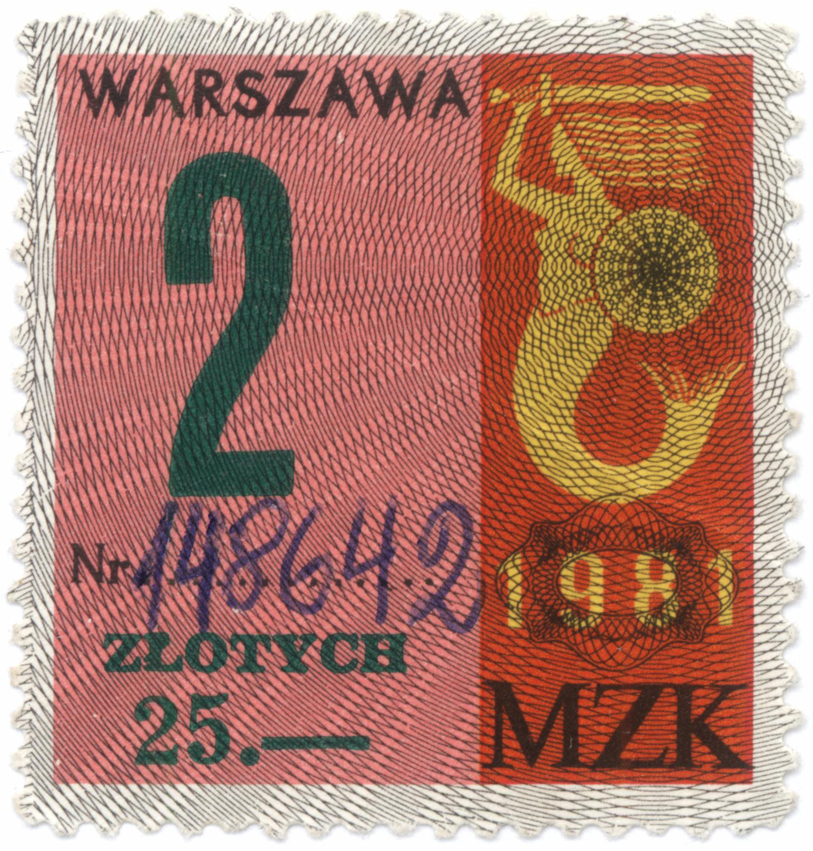 WARSZAWA
2
Nr. 148642
ZŁOTYCH
25.—
1981
MZK